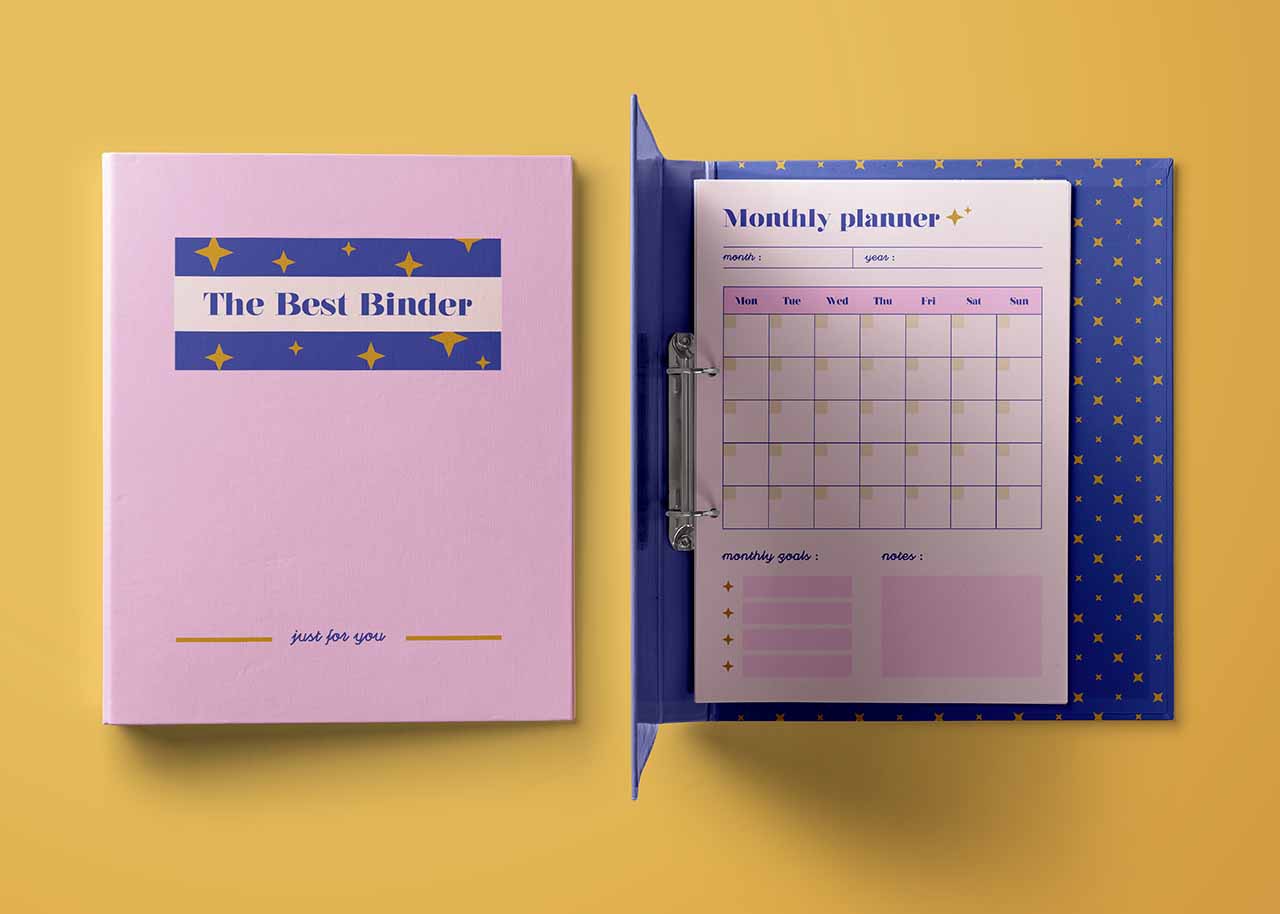 The Best Binder
just for you
Monthly planner
month : year :
Mon Tue Wed Thu Fri Sat Sun
monthly goals : notes :